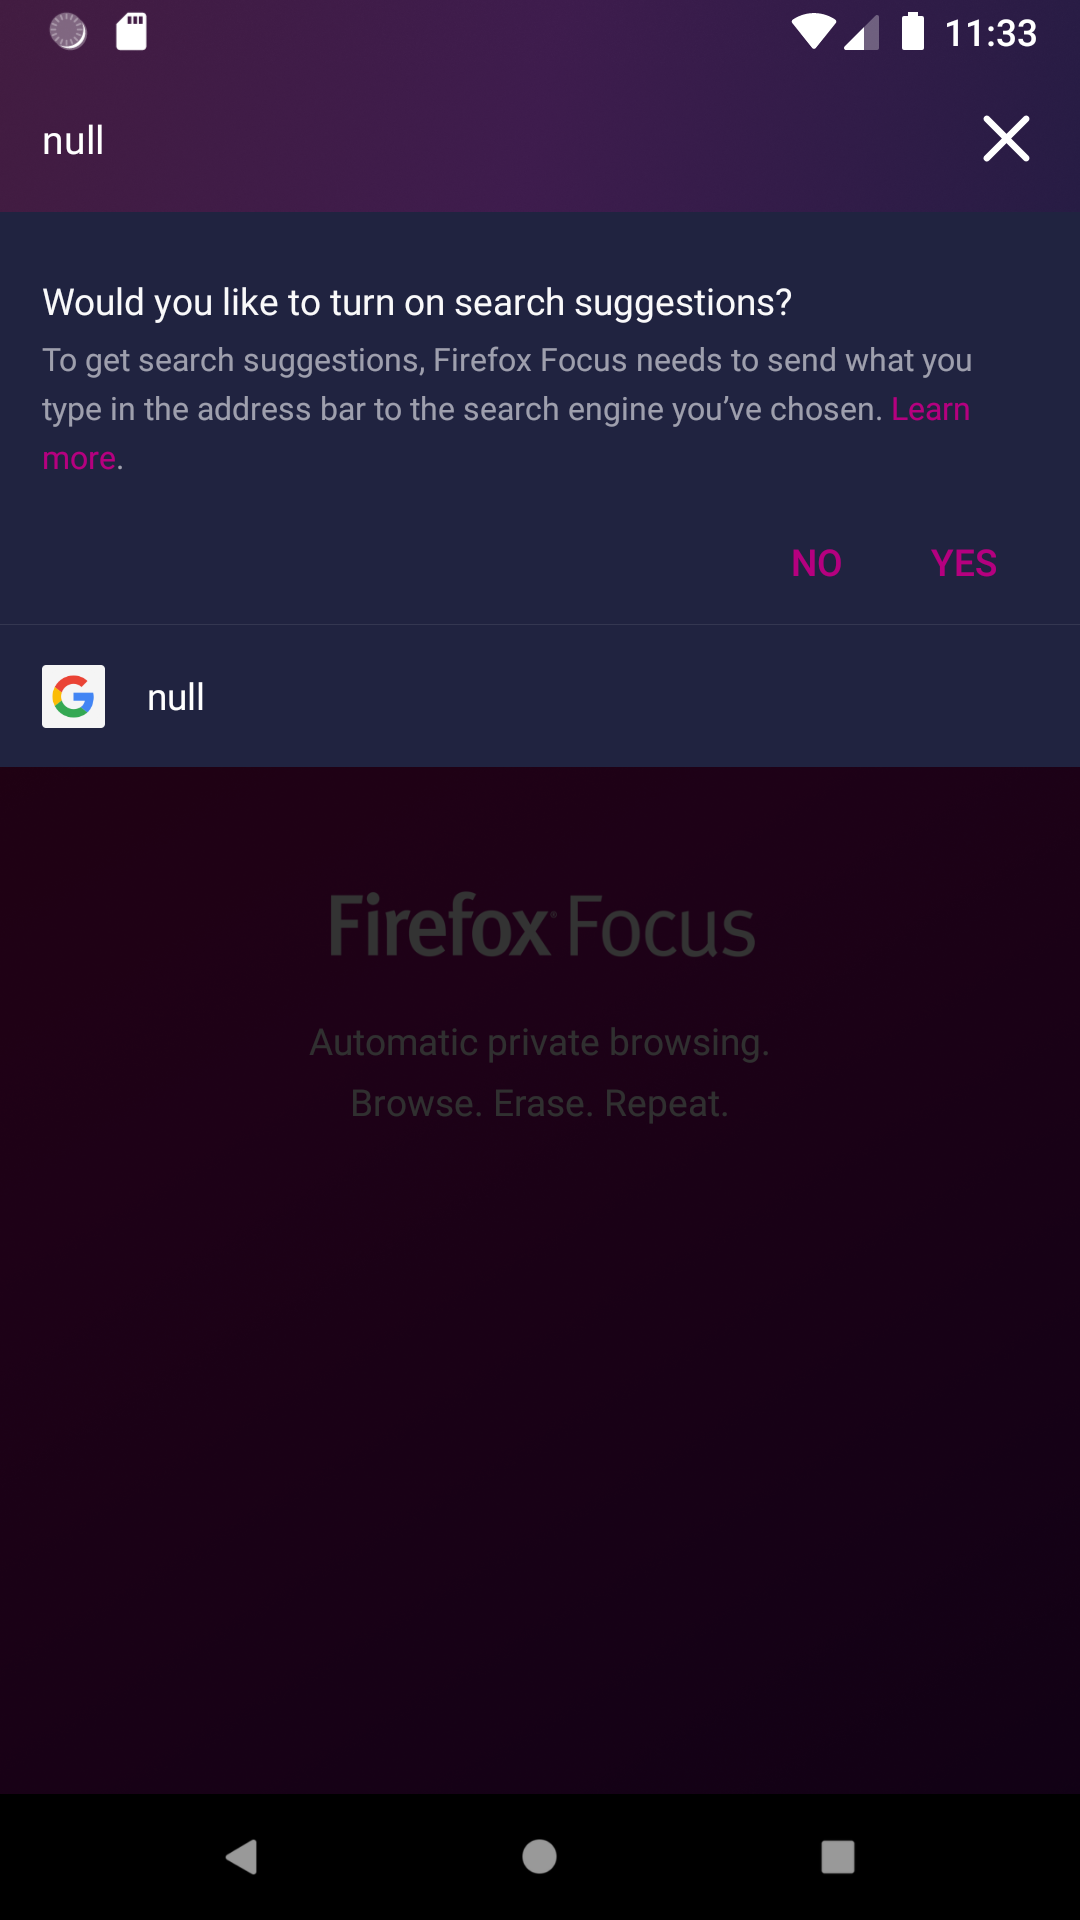 11:33
null
Would you like to turn on search suggestions?
To get search suggestions, Firefox Focus needs to send what you
type in the address bar to the search engine you’ve chosen. Learn
more.
NO YES
null
Firefox Focus
Automatic private browsing.
Browse. Erase. Repeat.